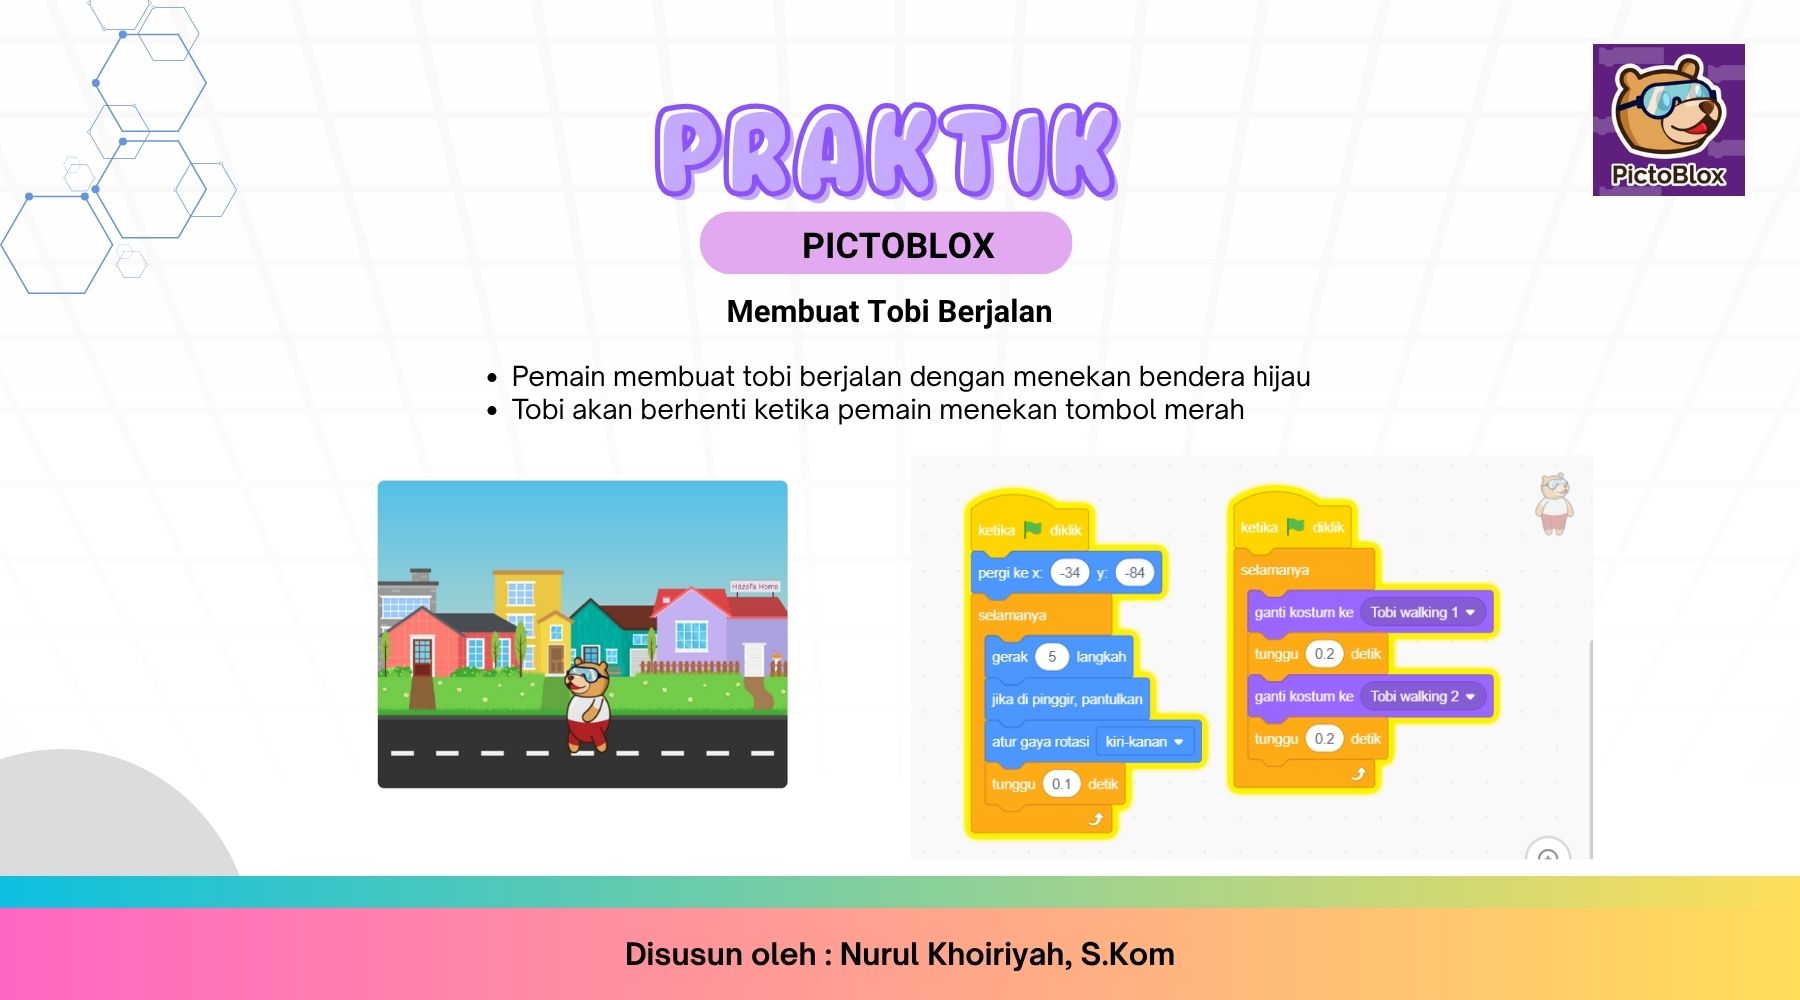 PRAKTIK
PictoBlox
PICTOBLOX
Membuat Tobi Berjalan
• Pemain membuat tobi berjalan dengan menekan bendera hijau
• Tobi akan berhenti ketika pemain menekan tombol merah
Hazel's Home
ketika diklik
pergi ke x: -34 y: -84
selamanya
gerak 5 langkah
jika di pinggir, pantulkan
atur gaya rotasi kiri-kanan
tunggu 0.1 detik
ketika diklik
selamanya
ganti kostum ke Tobi walking 1
tunggu 0.2 detik
ganti kostum ke Tobi walking 2
tunggu 0.2 detik
Disusun oleh : Nurul Khoiriyah, S.Kom